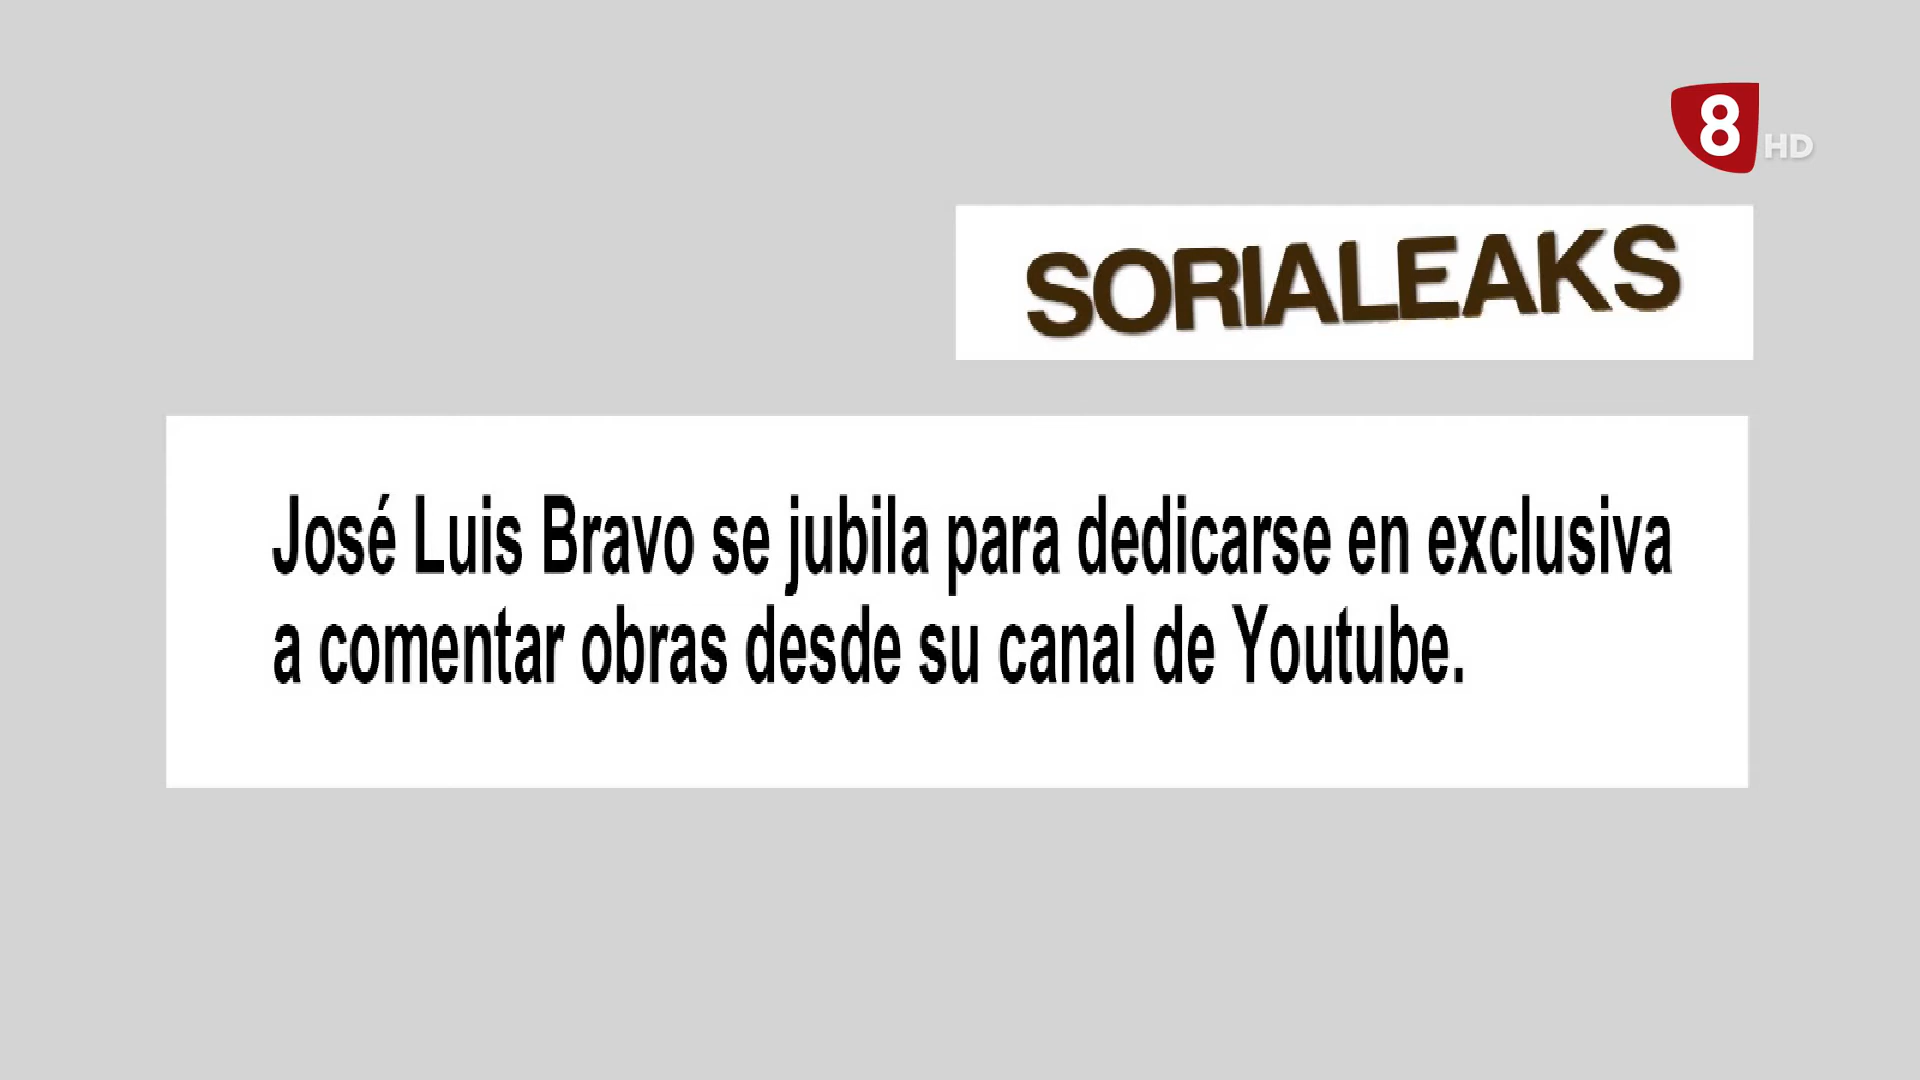 8 HD
SORIALEAKS
José Luis Bravo se jubila para dedicarse en exclusiva
a comentar obras desde su canal de Youtube.